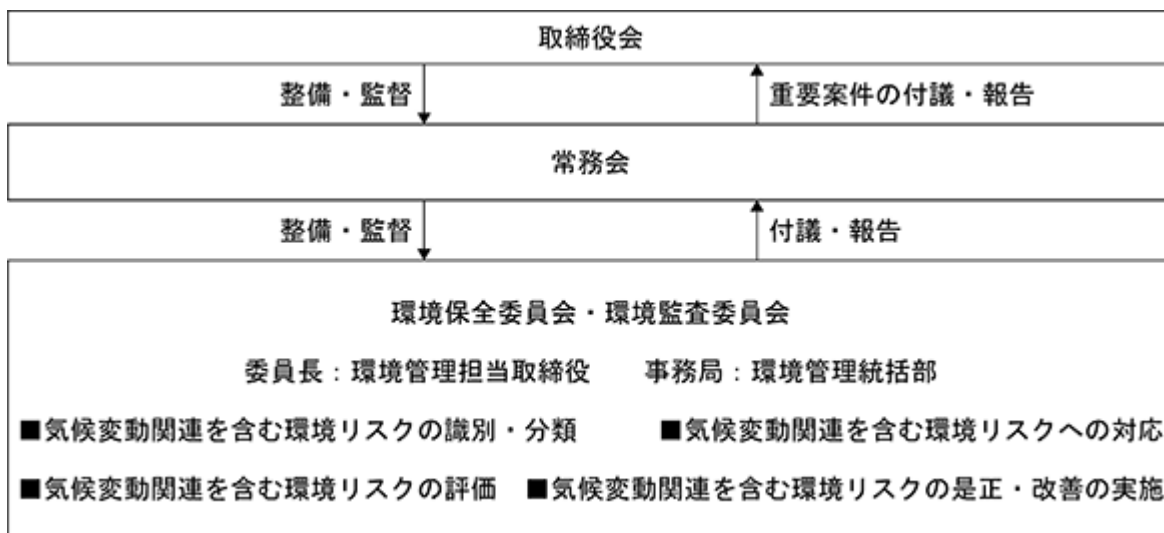 取締役会
整備・監督 重要案件の付議・報告
常務会
整備・監督 付議・報告
環境保全委員会・環境監査委員会
委員長：環境管理担当取締役 事務局：環境管理統括部
■気候変動関連を含む環境リスクの識別・分類 ■気候変動関連を含む環境リスクへの対応
■気候変動関連を含む環境リスクの評価 ■気候変動関連を含む環境リスクの是正・改善の実施